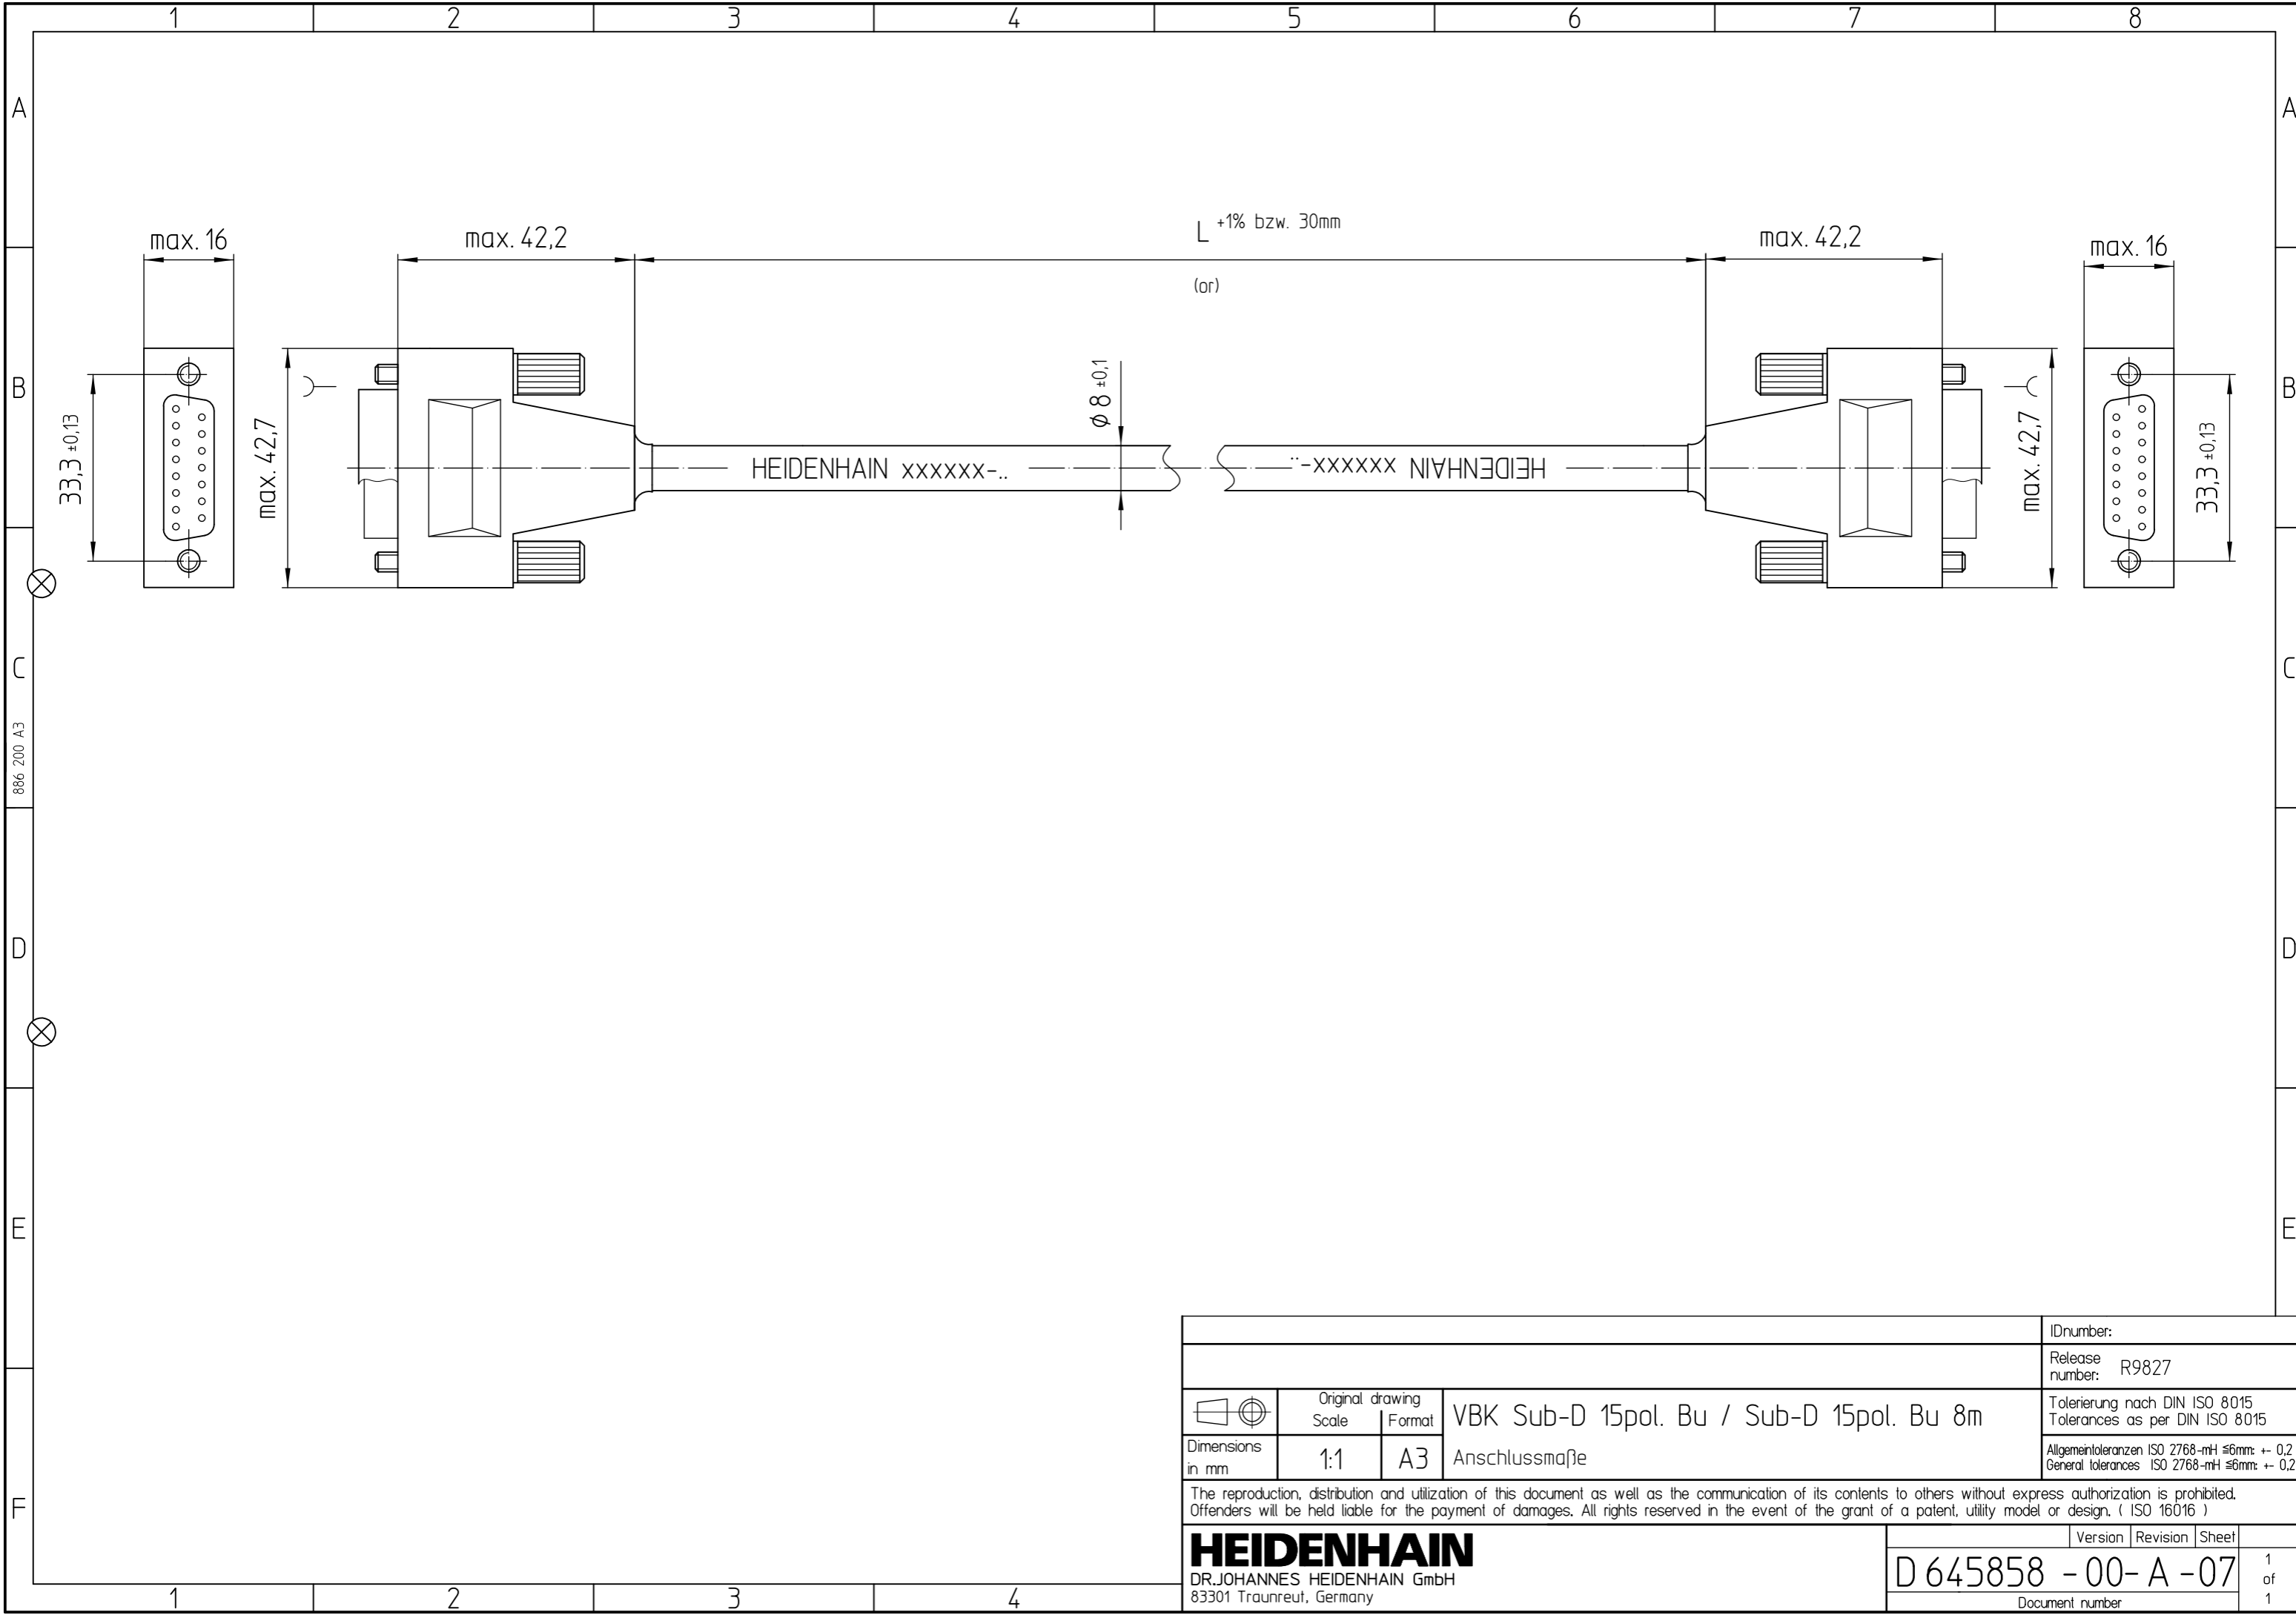 1 2 3 4 5 6 7 8
A A
L +1% bzw. 30mm
(or)
max. 16
max. 42,2
max. 42,2
max. 16
B B
33,3 ±0,13
max. 42,7
ϕ 8 ±0,1
max. 42,7
33,3 ±0,13
HEIDENHAIN xxxxxx-..
HEIDENHAIN xxxxxx-..
C C
886 200 A3
D D
E E
F
IDnumber:
Release
number: R9827
Original drawing
Scale Format
VBK Sub-D 15pol. Bu / Sub-D 15pol. Bu 8m
Tolerierung nach DIN ISO 8015
Tolerances as per DIN ISO 8015
Dimensions
in mm
1:1 A3
Anschlussmaße
Allgemeintoleranzen ISO 2768-mH ≤6mm: +- 0,2
General tolerances ISO 2768-mH ≤6mm: +- 0,2
The reproduction, distribution and utilization of this document as well as the communication of its contents to others without express authorization is prohibited.
Offenders will be held liable for the payment of damages. All rights reserved in the event of the grant of a patent, utility model or design. ( ISO 16016 )
HEIDENHAIN
DR.JOHANNES HEIDENHAIN GmbH
83301 Traunreut, Germany
Version Revision Sheet
D 645858 -00- A -07
1
of
1
Document number
1 2 3 4